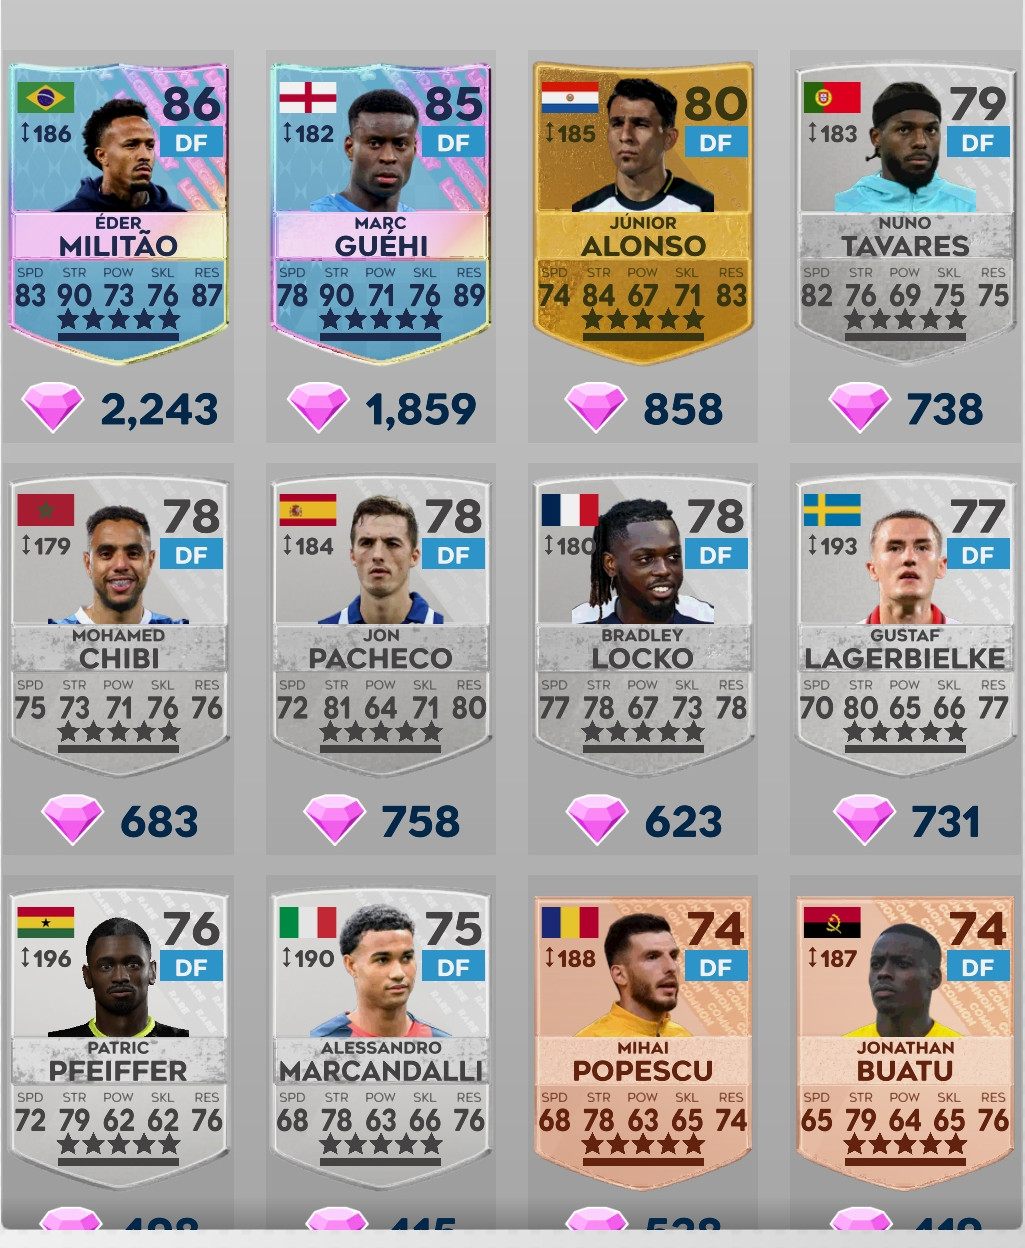 86
186
DF
ÉDER
MILITÃO
SPD STR POW SKL RES
83 90 73 76 87
2,243
85
182
DF
MARC
GUÉHI
SPD STR POW SKL RES
78 90 71 76 89
1,859
80
185
DF
JÚNIOR
ALONSO
SPD STR POW SKL RES
74 84 67 71 83
858
79
183
DF
NUNO
TAVARES
SPD STR POW SKL RES
82 76 69 75 75
738
78
179
DF
MOHAMED
CHIBI
SPD STR POW SKL RES
75 73 71 76 76
683
78
184
DF
JON
PACHECO
SPD STR POW SKL RES
72 81 64 71 80
758
78
180
DF
BRADLEY
LOCKO
SPD STR POW SKL RES
77 78 67 73 78
623
77
193
DF
GUSTAF
LAGERBIELKE
SPD STR POW SKL RES
70 80 65 66 77
731
76
196
DF
PATRIC
PFEIFFER
SPD STR POW SKL RES
72 79 62 62 76
75
190
DF
ALESSANDRO
MARCANDALLI
SPD STR POW SKL RES
68 78 63 66 76
74
188
DF
MIHAI
POPESCU
SPD STR POW SKL RES
68 78 63 65 74
74
187
DF
JONATHAN
BUATU
SPD STR POW SKL RES
65 79 64 65 76